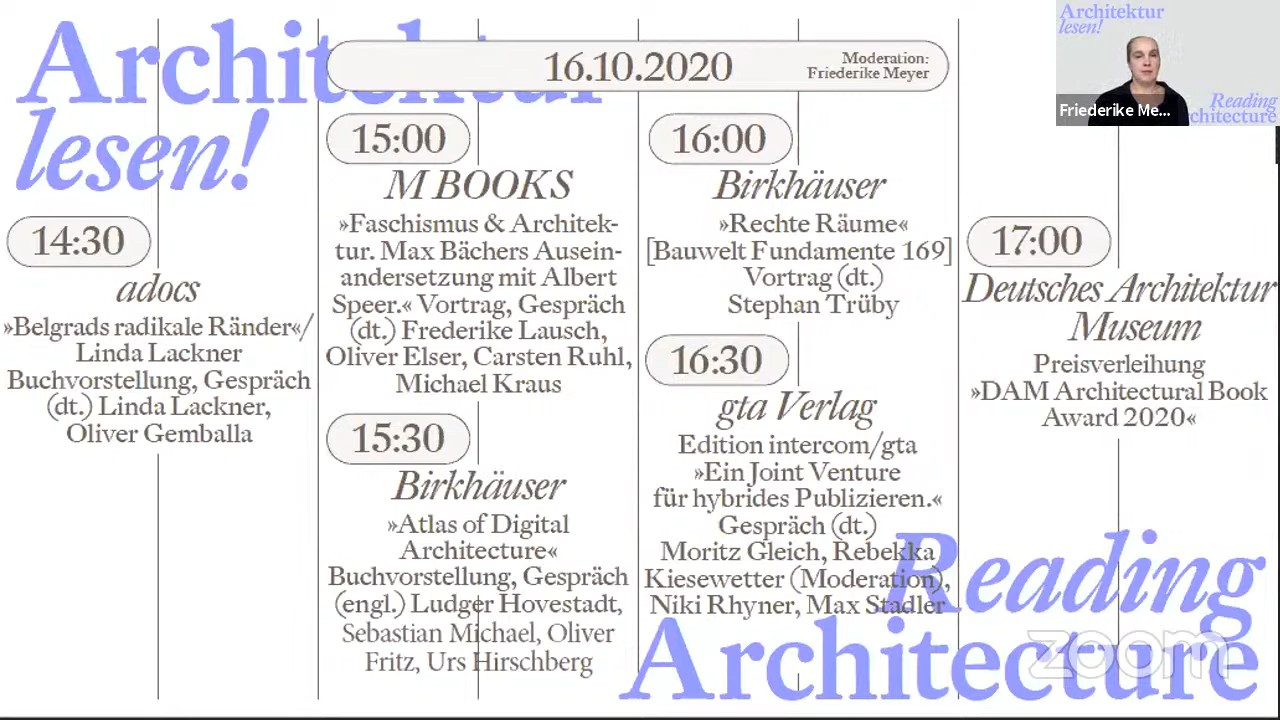 Architektur
lesen!
16.10.2020
Moderation:
Friederike Meyer
14:30
adocs
»Belgrads radikale Ränder«/
Linda Lackner
Buchvorstellung, Gespräch
(dt.) Linda Lackner,
Oliver Gemballa
15:00
M BOOKS
»Faschismus & Architek-
tur. Max Bächers Ausein-
andersetzung mit Albert
Speer.« Vortrag, Gespräch
(dt.) Frederike Lausch,
Oliver Elser, Carsten Ruhl,
Michael Kraus
15:30
Birkhäuser
»Atlas of Digital
Architecture«
Buchvorstellung, Gespräch
(engl.) Ludger Hovestadt,
Sebastian Michael, Oliver
Fritz, Urs Hirschberg
16:00
Birkhäuser
»Rechte Räume«
[Bauwelt Fundamente 169]
Vortrag (dt.)
Stephan Trüby
16:30
gta Verlag
Edition intercom/gta
»Ein Joint Venture
für hybrides Publizieren.«
Gespräch (dt.)
Moritz Gleich, Rebekka
Kiesewetter (Moderation),
Niki Rhyner, Max Stadler
17:00
Deutsches Architektur
Museum
Preisverleihung
»DAM Architectural Book
Award 2020«
Reading
Architecture
zoom
Architektur
lesen!
Friederike Me...
Reading
chitecture